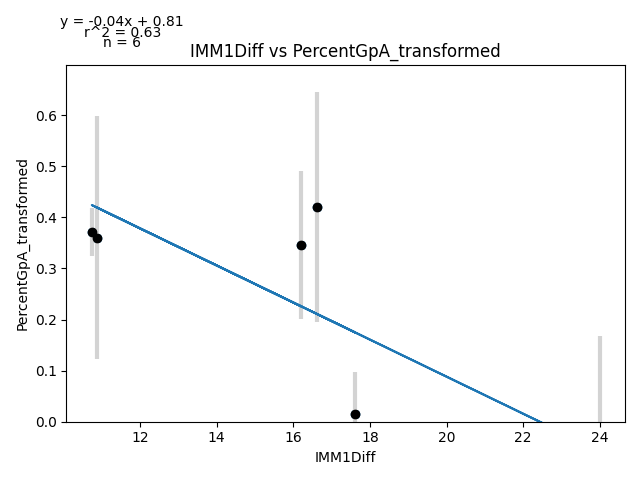 y = -0.04x + 0.81
r^2 = 0.63
n = 6
IMM1Diff vs PercentGpA_transformed
PercentGpA_transformed
0.6
0.5
0.4
0.3
0.2
0.1
0.0
12 14 16 18 20 22 24
IMM1Diff